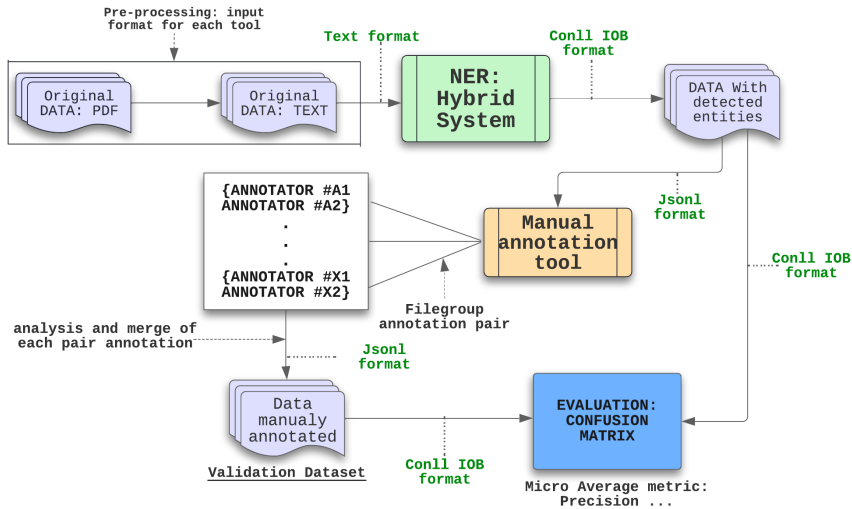 Pre-processing: input
format for each tool
Text format
Conll IOB
format
Original
DATA: PDF
Original
DATA: TEXT
NER:
Hybrid
System
DATA With
detected
entities
{ANNOTATOR #A1
ANNOTATOR #A2}
.
.
.
{ANNOTATOR #X1
ANNOTATOR #X2}
Manual
annotation
tool
Jsonl
format
Conll IOB
format
Filegroup
annotation pair
analysis and merge of
each pair annotation
Jsonl
format
Data
manualy
annotated
Validation Dataset
Conll IOB
format
EVALUATION:
CONFUSION
MATRIX
Micro Average metric:
Precision ...